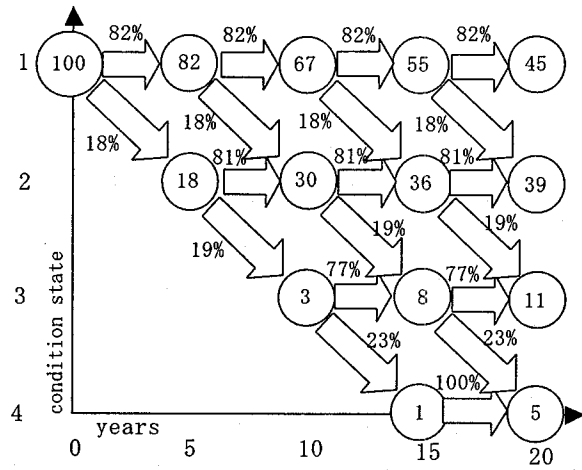 82% 82% 82% 82%
1 100 82 67 55 45
18% 18% 18% 18%
81% 81% 81%
2 18 30 36 39
19% 19% 19%
77% 77%
3 3 8 11
23% 23%
100%
4 1 5
condition state
years
0 5 10 15 20